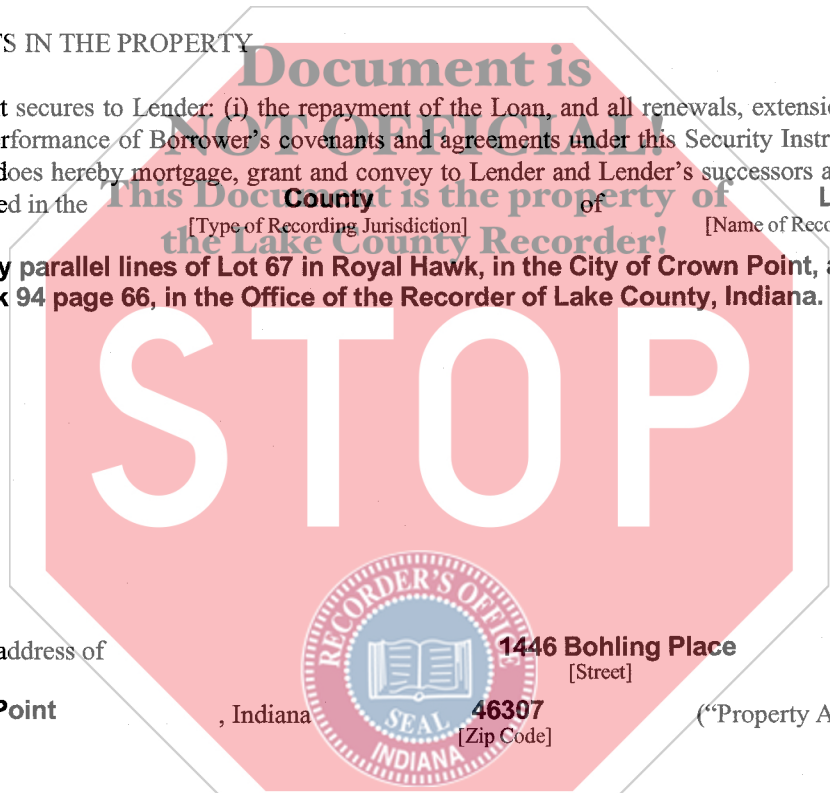 TS IN THE PROPERTY
Document is
t secures to Lender: (i) the repayment of the Loan, and all renewals, extensio
NOT OFFICIAL!
rformance of Borrower's covenants and agreements under this Security Instr
does hereby mortgage, grant and convey to Lender and Lender's successors a
This Document is the property of
ed in the County of L
[Type of Recording Jurisdiction] [Name of Reco
the Lake County Recorder!
y parallel lines of Lot 67 in Royal Hawk, in the City of Crown Point, a
k 94 page 66, in the Office of the Recorder of Lake County, Indiana.
STOP
RECORDER'S OFFICE
SEAL
INDIANA
address of 1446 Bohling Place
[Street]
Point , Indiana 46307 ("Property A
[Zip Code]